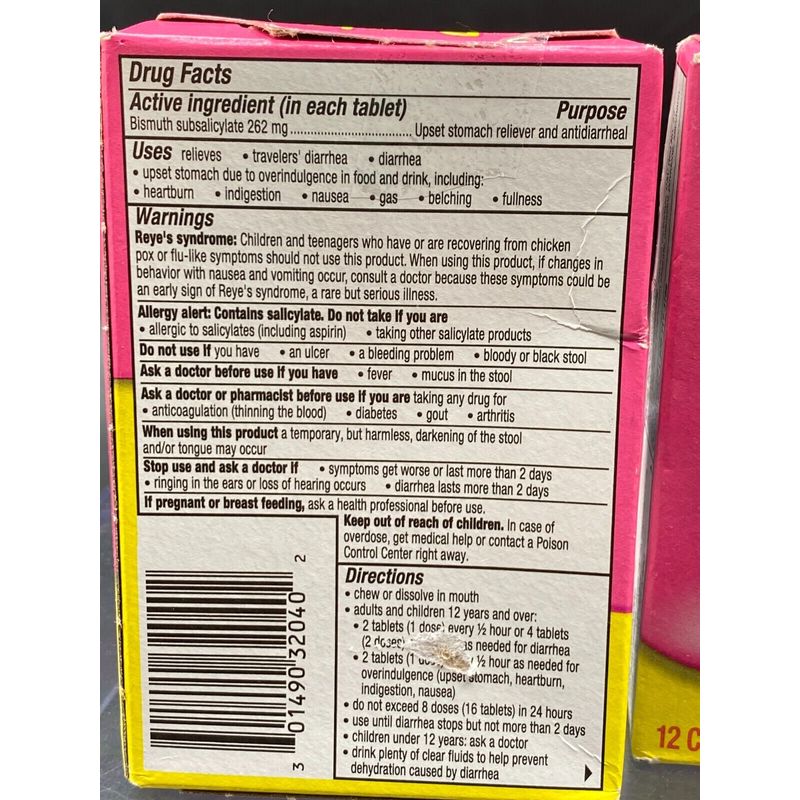 Drug Facts
Active ingredient (in each tablet) Purpose
Bismuth subsalicylate 262 mg................................ Upset stomach reliever and antidiarrheal
Uses relieves • travelers' diarrhea • diarrhea
• upset stomach due to overindulgence in food and drink, including:
• heartburn • indigestion • nausea • gas • belching • fullness
Warnings
Reye's syndrome: Children and teenagers who have or are recovering from chicken
pox or flu-like symptoms should not use this product. When using this product, if changes in
behavior with nausea and vomiting occur, consult a doctor because these symptoms could be
an early sign of Reye's syndrome, a rare but serious illness.
Allergy alert: Contains salicylate. Do not take if you are
• allergic to salicylates (including aspirin) • taking other salicylate products
Do not use if you have • an ulcer • a bleeding problem • bloody or black stool
Ask a doctor before use if you have • fever • mucus in the stool
Ask a doctor or pharmacist before use if you are taking any drug for
• anticoagulation (thinning the blood) • diabetes • gout • arthritis
When using this product a temporary, but harmless, darkening of the stool
and/or tongue may occur
Stop use and ask a doctor if • symptoms get worse or last more than 2 days
• ringing in the ears or loss of hearing occurs • diarrhea lasts more than 2 days
If pregnant or breast feeding, ask a health professional before use.
Keep out of reach of children. In case of
overdose, get medical help or contact a Poison
Control Center right away.
Directions
• chew or dissolve in mouth
• adults and children 12 years and over:
• 2 tablets (1 dose) every ½ hour or 4 tablets
(2 doses) as needed for diarrhea
• 2 tablets (1 ½ hour as needed for
overindulgence (upset stomach, heartburn,
indigestion, nausea)
• do not exceed 8 doses (16 tablets) in 24 hours
• use until diarrhea stops but not more than 2 days
• children under 12 years: ask a doctor
• drink plenty of clear fluids to help prevent
dehydration caused by diarrhea
3 01490 32040 2
12 C